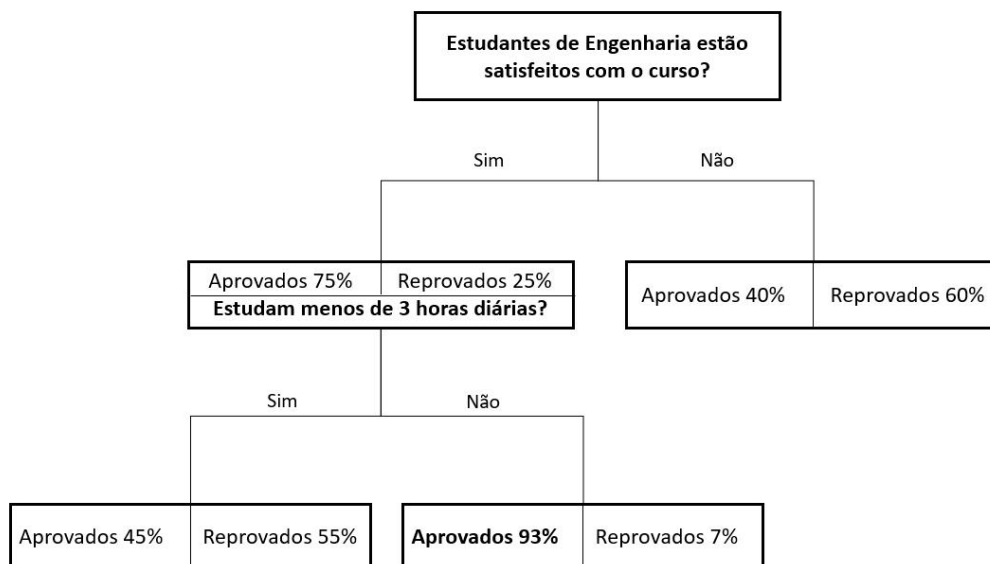 Estudantes de Engenharia estão
satisfeitos com o curso?
Sim
Não
Aprovados 75%
Reprovados 25%
Estudam menos de 3 horas diárias?
Aprovados 40%
Reprovados 60%
Sim
Não
Aprovados 45%
Reprovados 55%
Aprovados 93%
Reprovados 7%